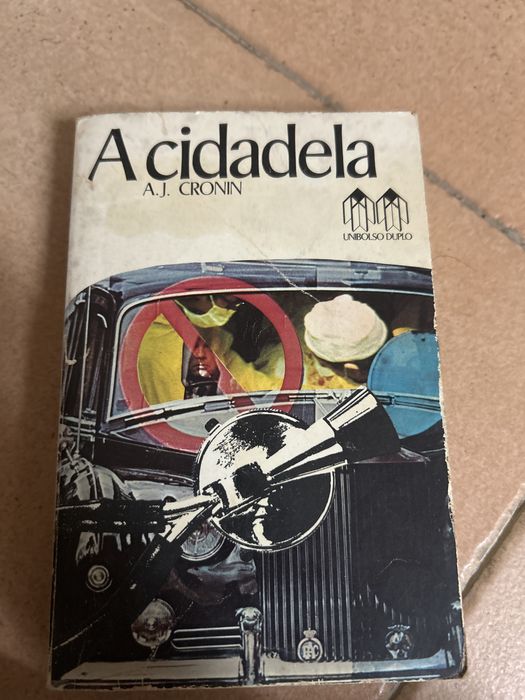 A cidadela
A.J. CRONIN
UNIBOLSO DUPLO